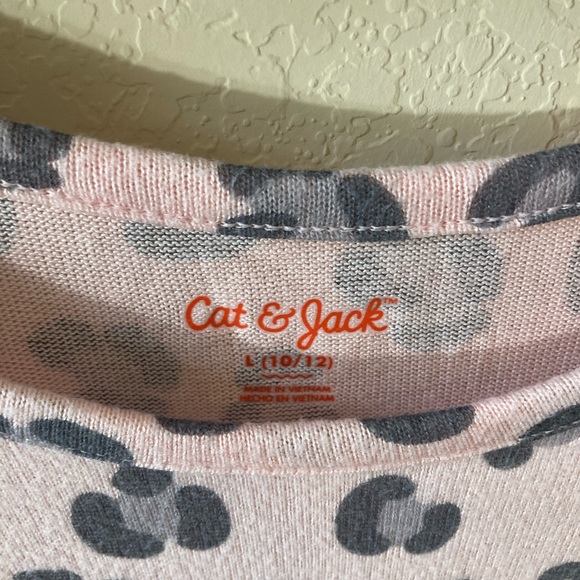 Cat & Jack™
L (10/12)
MADE IN VIETNAM
HECHO EN VIETNAM